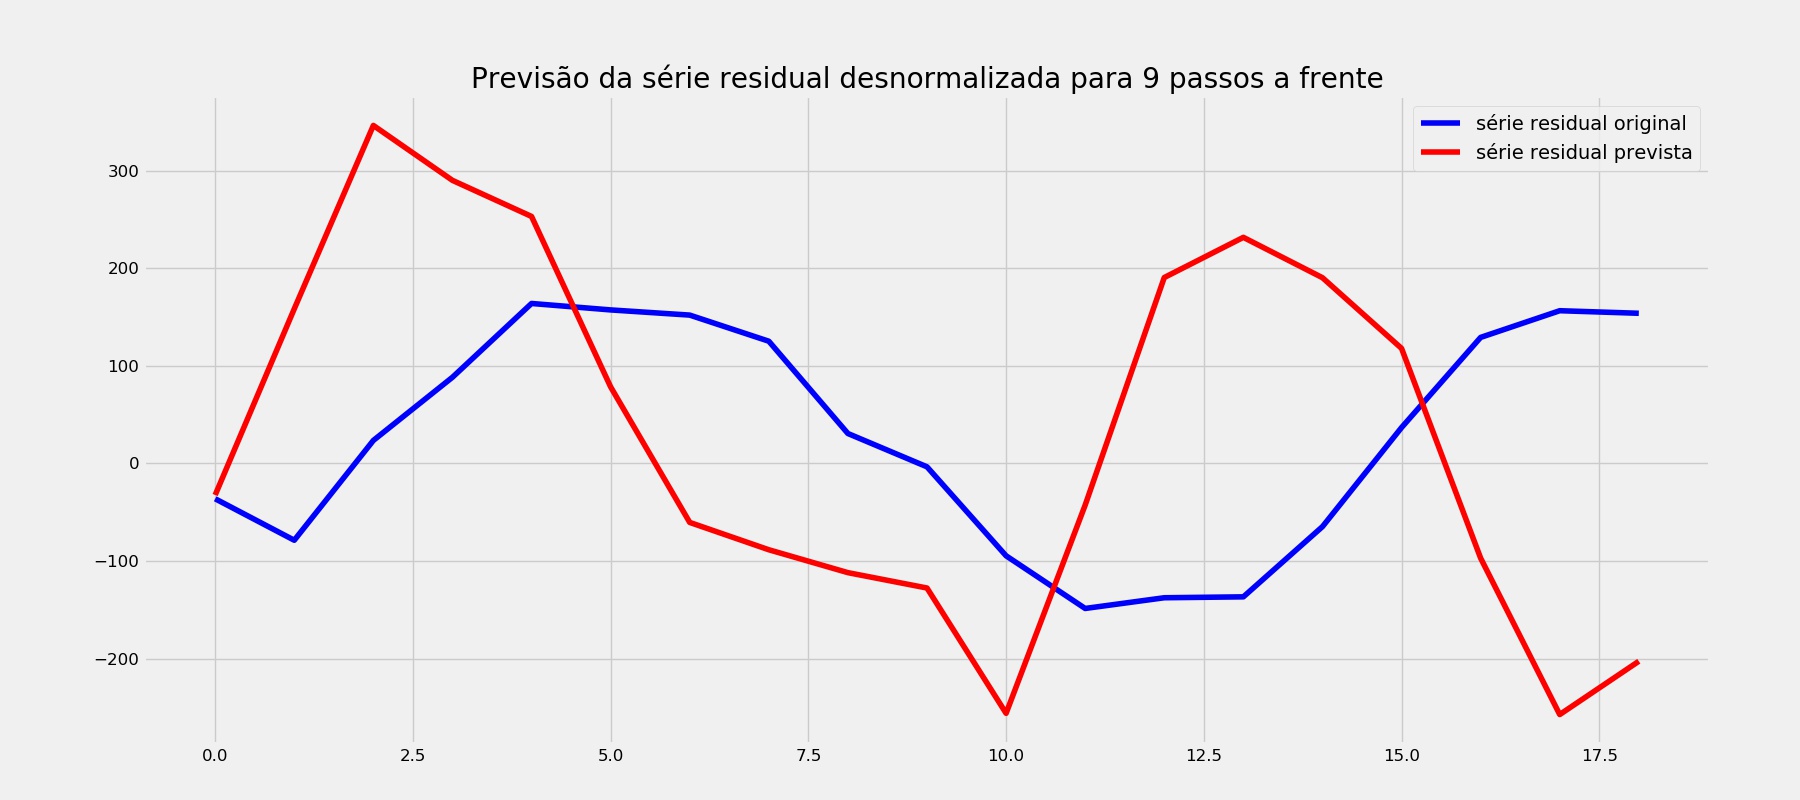 Previsão da série residual desnormalizada para 9 passos a frente
série residual original
série residual prevista
300
200
100
0
−100
−200
0.0 2.5 5.0 7.5 10.0 12.5 15.0 17.5